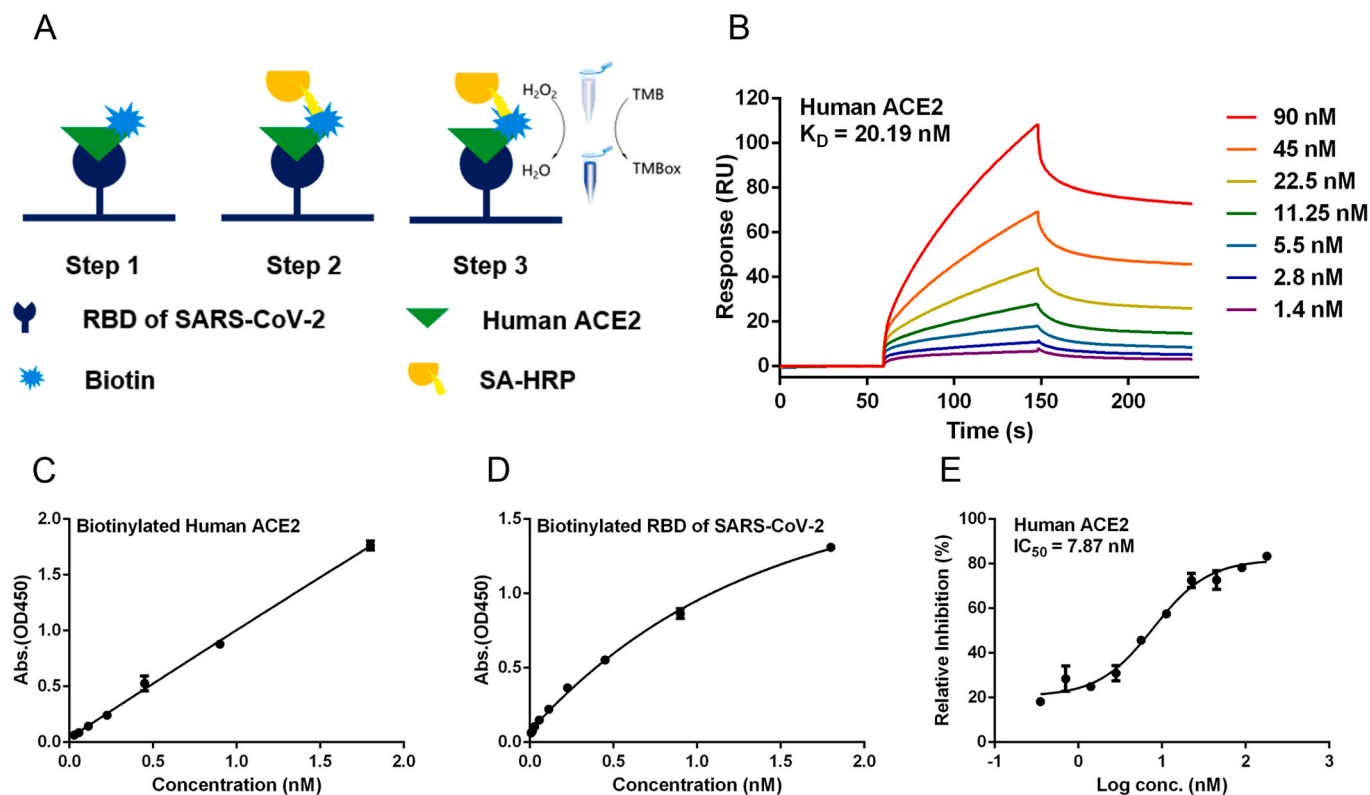 A
H₂O₂
TMB
H₂O
TMBox
Step 1
Step 2
Step 3
RBD of SARS-CoV-2
Human ACE2
Biotin
SA-HRP
B
Human ACE2
K_D = 20.19 nM
Response (RU)
120
100
80
60
40
20
0
0
50
100
150
200
Time (s)
90 nM
45 nM
22.5 nM
11.25 nM
5.5 nM
2.8 nM
1.4 nM
C
Biotinylated Human ACE2
Abs.(OD450)
2.0
1.5
1.0
0.5
0.0
0.0
0.5
1.0
1.5
2.0
Concentration (nM)
D
Biotinylated RBD of SARS-CoV-2
Abs.(OD450)
1.5
1.0
0.5
0.0
0.0
0.5
1.0
1.5
2.0
Concentration (nM)
E
Human ACE2
IC₅₀ = 7.87 nM
Relative Inhibition (%)
100
80
60
40
20
0
-1
0
1
2
3
Log conc. (nM)